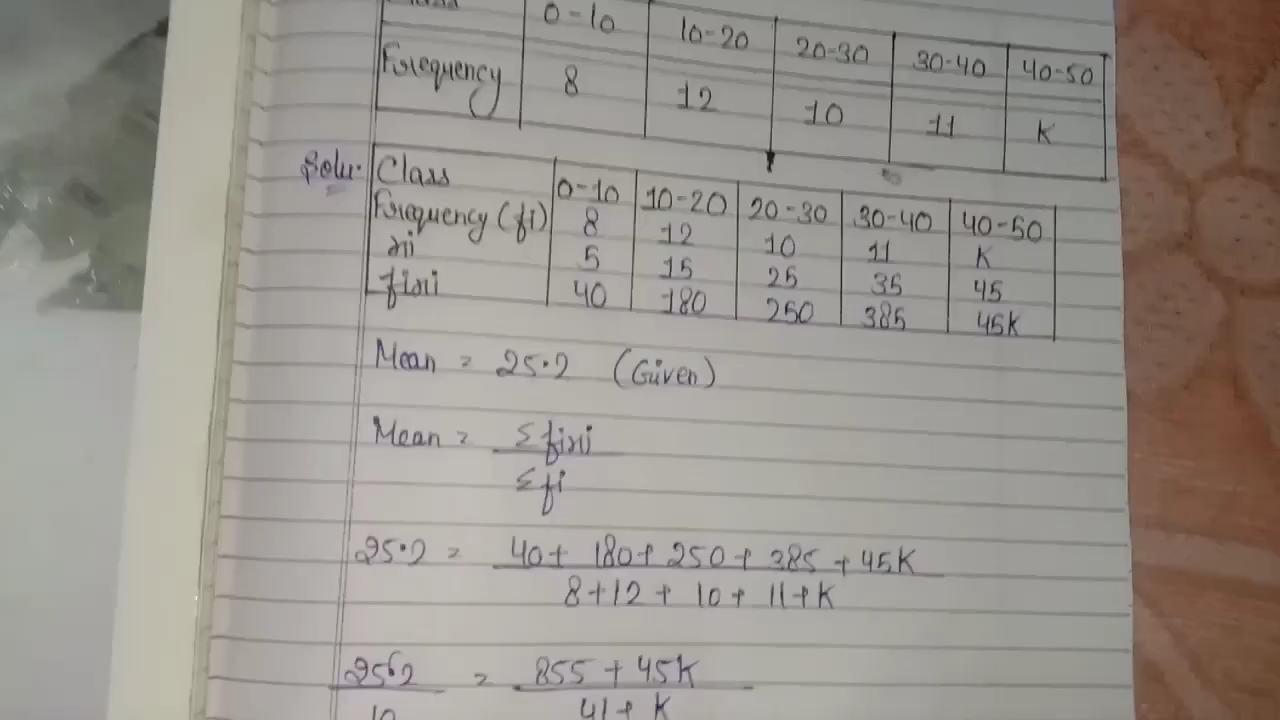 Class 0-10 10-20 20-30 30-40 40-50
Frequency 8 12 10 11 K
Solu. Class 0-10 10-20 20-30 30-40 40-50
Frequency (fi) 8 12 10 11 K
xi 5 15 25 35 45
fixi 40 180 250 385 45K
Mean = 25.2 (Given)
Mean = Σfixi
Σfi
25.2 = 40 + 180 + 250 + 385 + 45K
8 + 12 + 10 + 11 + K
= 855 + 45K
10 41 + K